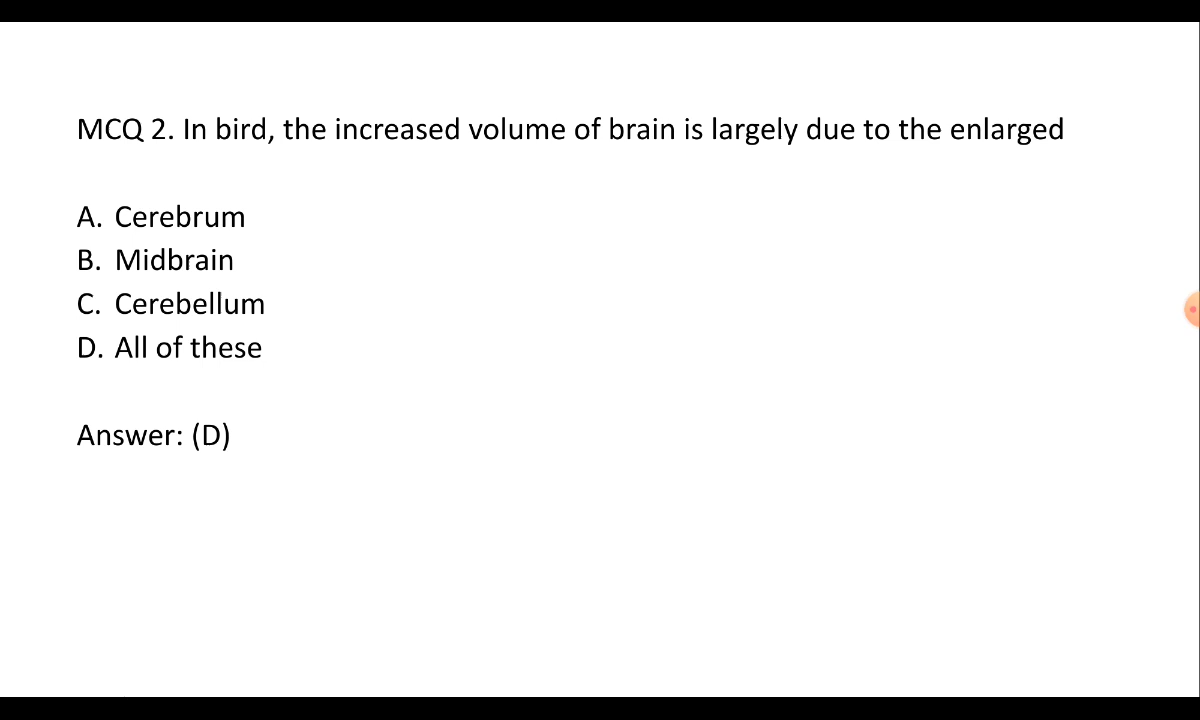 MCQ 2. In bird, the increased volume of brain is largely due to the enlarged
A. Cerebrum
B. Midbrain
C. Cerebellum
D. All of these
Answer: (D)